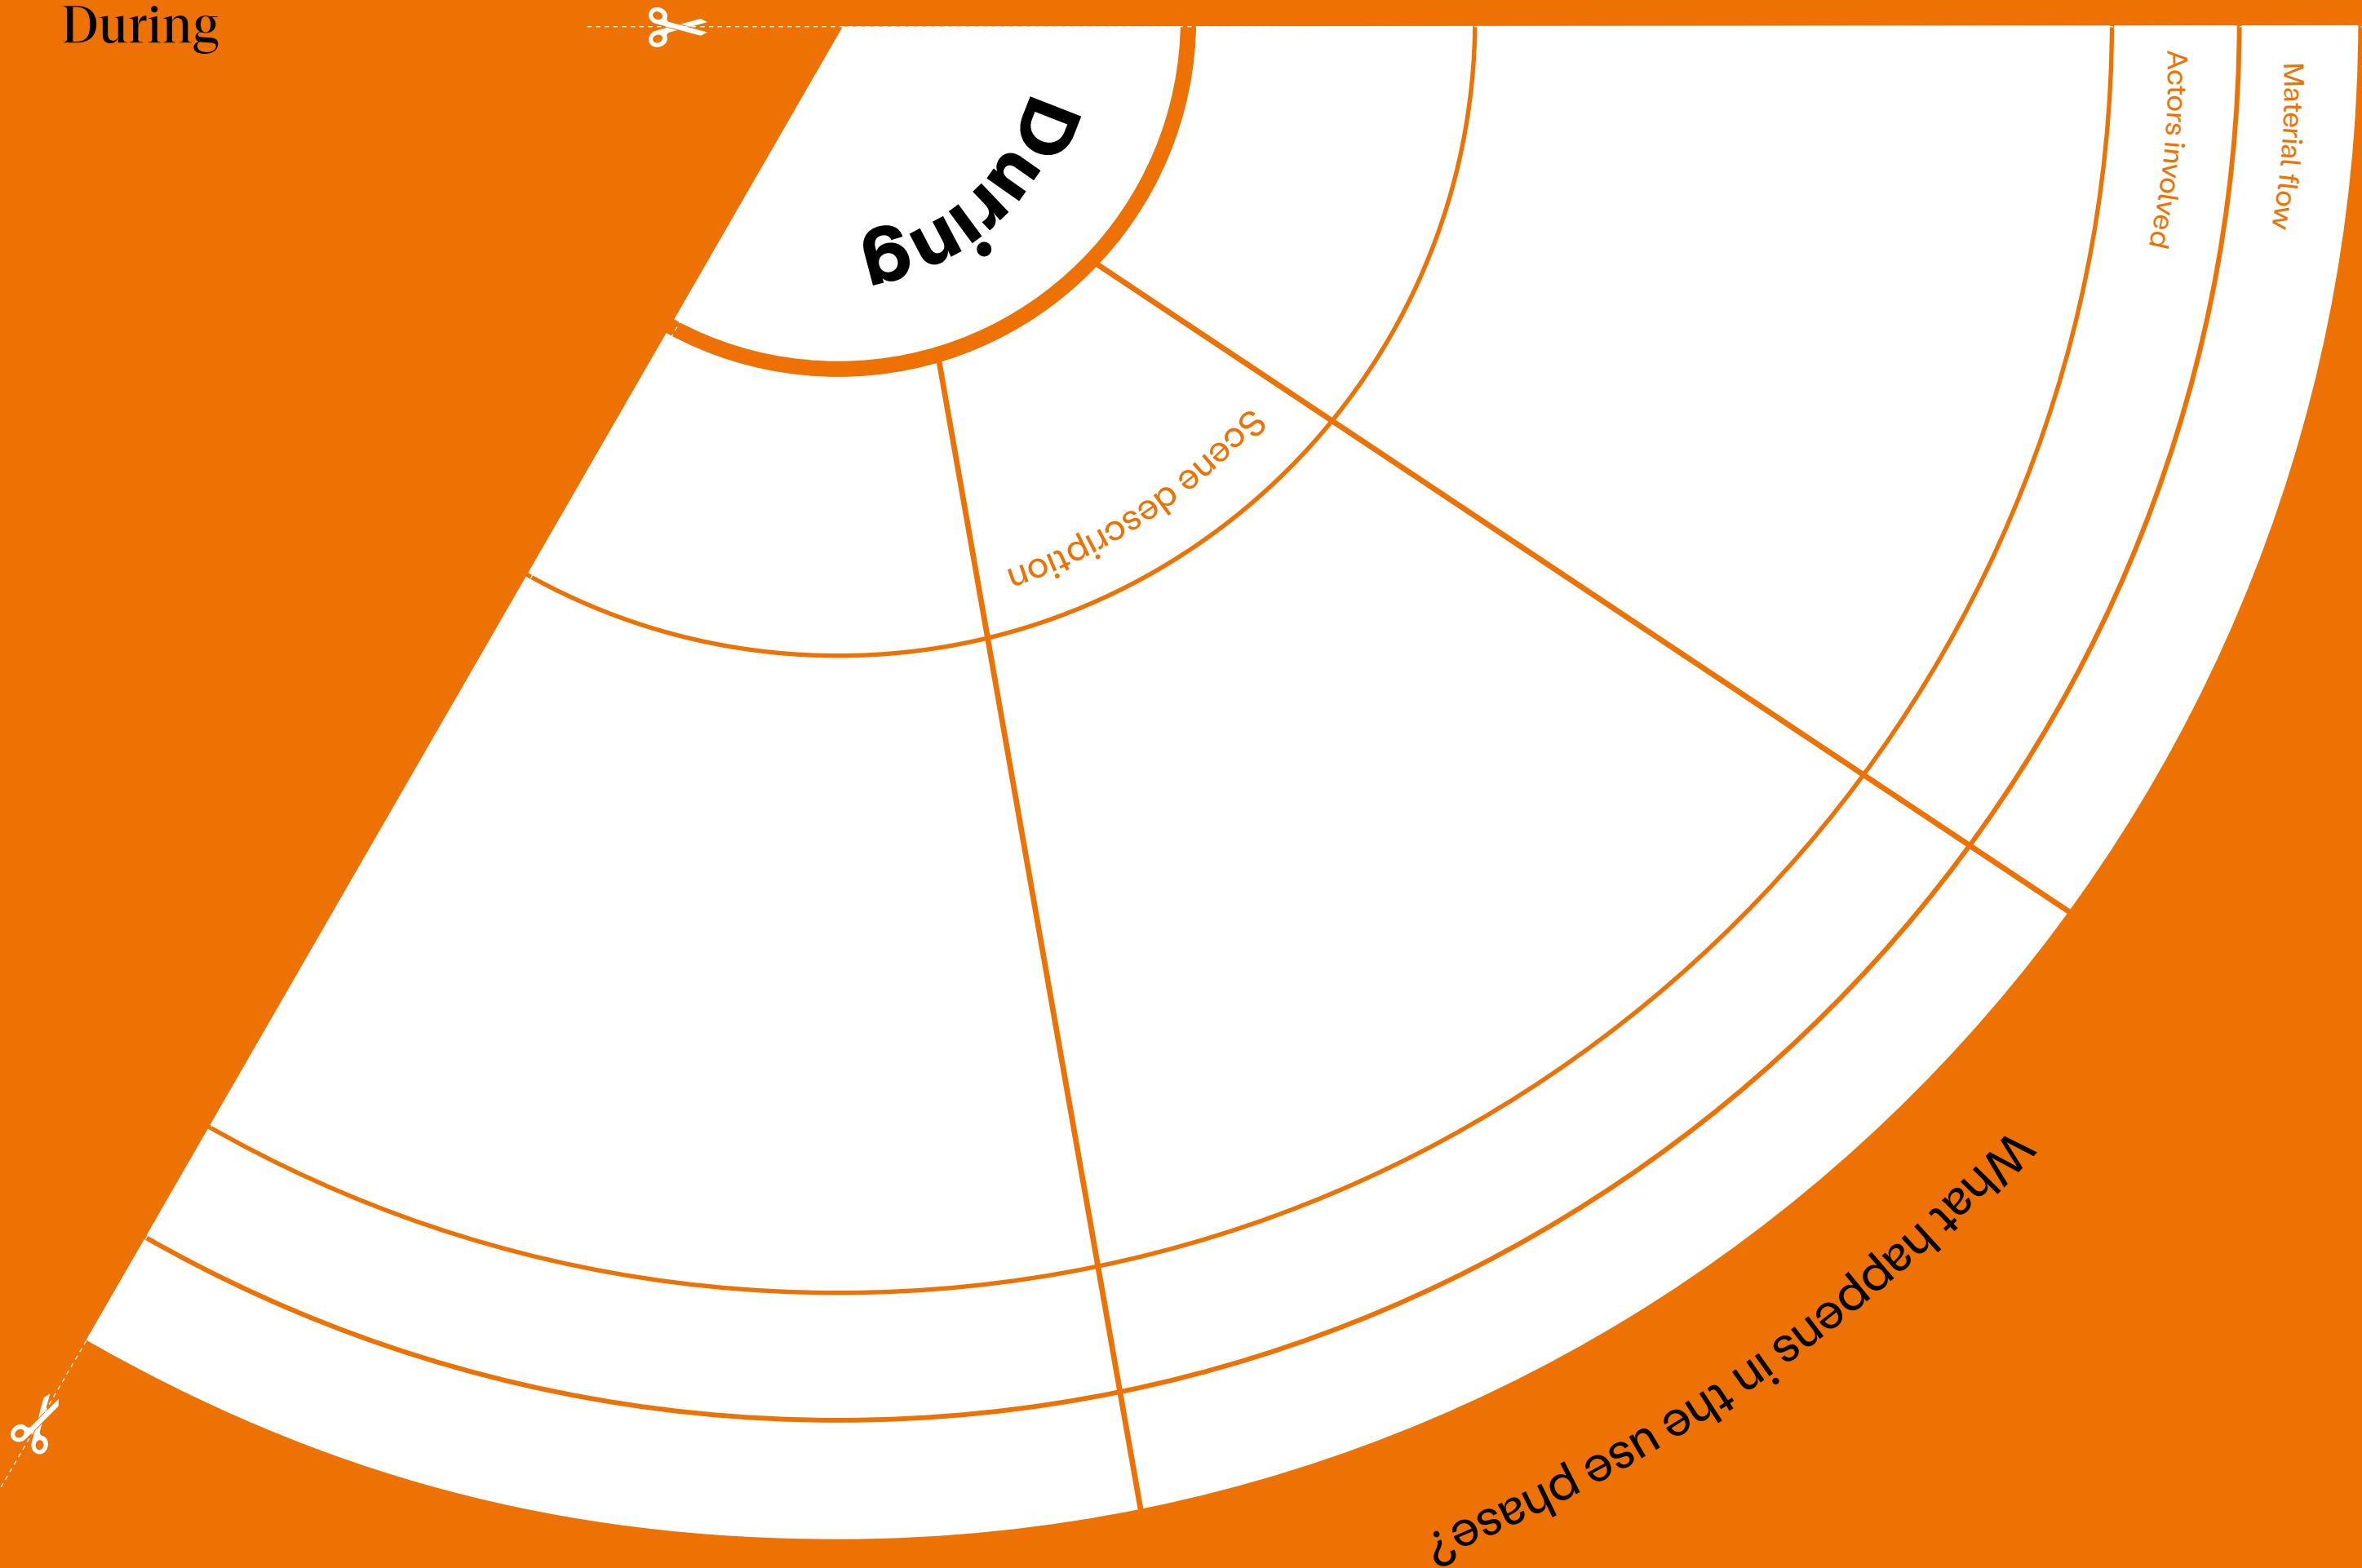 During
During
Scene description
Actors involved
Material flow
What happens in the use phase?